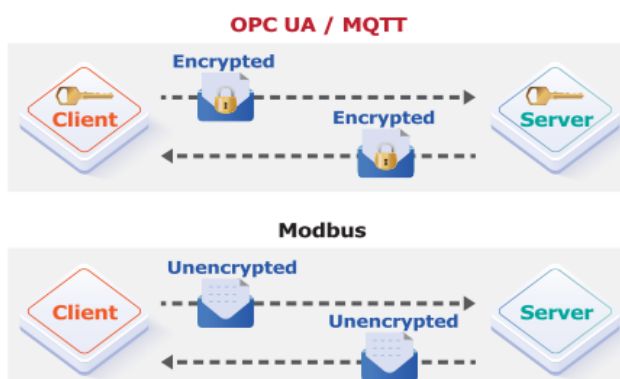 OPC UA / MQTT
Encrypted
Client
Server
Encrypted
Modbus
Unencrypted
Client
Server
Unencrypted